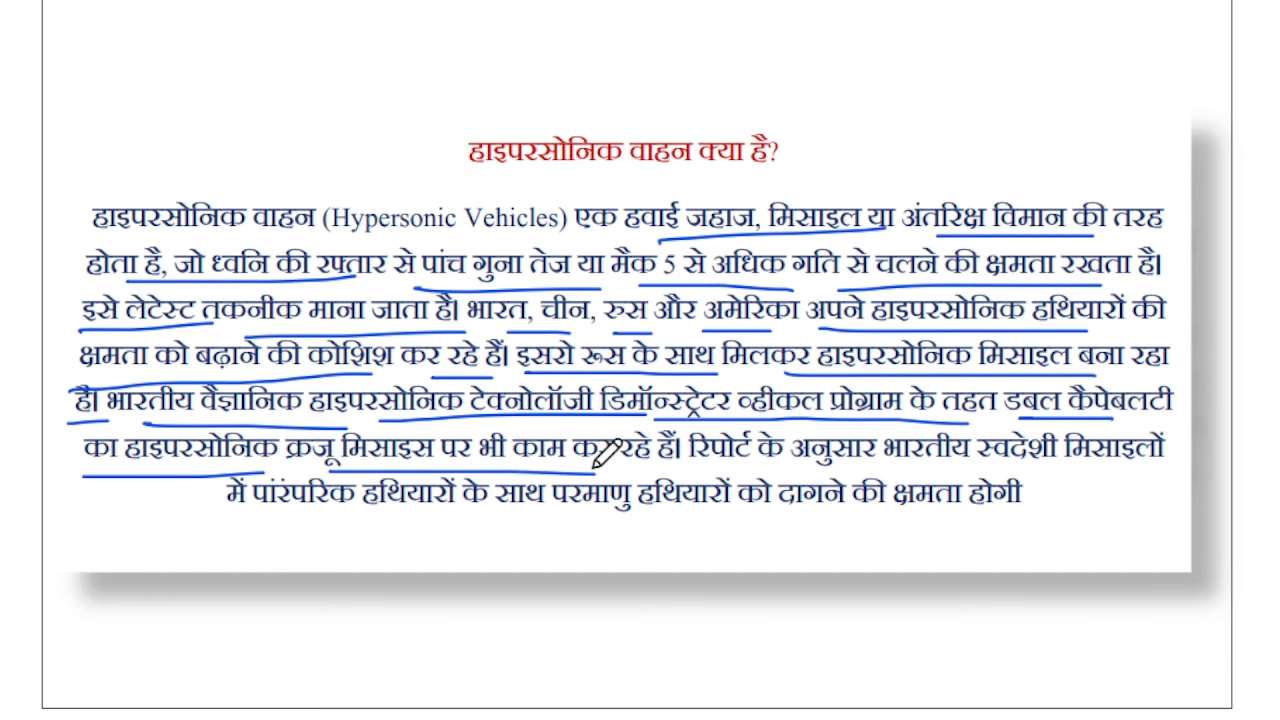 हाइपरसोनिक वाहन क्या है?
हाइपरसोनिक वाहन (Hypersonic Vehicles) एक हवाई जहाज, मिसाइल या अंतरिक्ष विमान की तरह
होता है, जो ध्वनि की रफ्तार से पांच गुना तेज या मैक 5 से अधिक गति से चलने की क्षमता रखता है।
इसे लेटेस्ट तकनीक माना जाता है। भारत, चीन, रुस और अमेरिका अपने हाइपरसोनिक हथियारों की
क्षमता को बढ़ाने की कोशिश कर रहे हैं। इसरो रूस के साथ मिलकर हाइपरसोनिक मिसाइल बना रहा
है। भारतीय वैज्ञानिक हाइपरसोनिक टेक्नोलॉजी डिमॉन्स्ट्रेटर व्हीकल प्रोग्राम के तहत डबल कैपेबलटी
का हाइपरसोनिक क्रजू मिसाइस पर भी काम कर रहे हैं। रिपोर्ट के अनुसार भारतीय स्वदेशी मिसाइलों
में पांरंपरिक हथियारों के साथ परमाणु हथियारों को दागने की क्षमता होगी